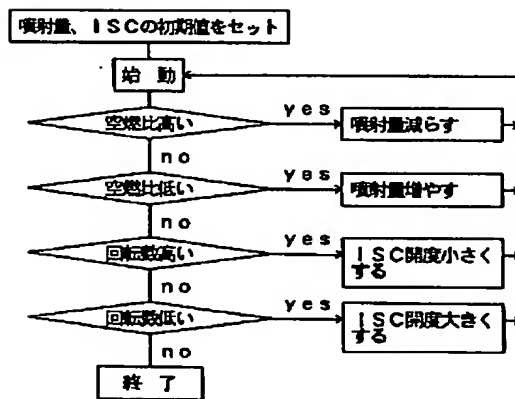 噴射量、ISCの初期値をセット
始 動
空燃比高い
yes
噴射量減らす
no
空燃比低い
yes
噴射量増やす
no
回転数高い
yes
ISC開度小さく
する
no
回転数低い
yes
ISC開度大きく
する
no
終 了